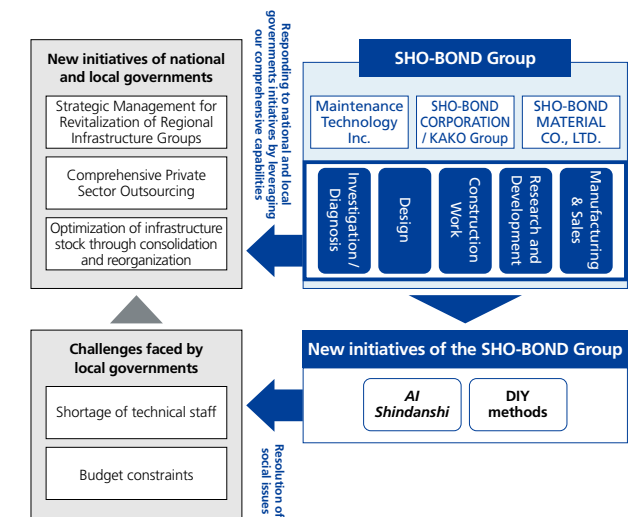 New initiatives of national
and local governments
Strategic Management for
Revitalization of Regional
Infrastructure Groups
Comprehensive Private
Sector Outsourcing
Optimization of infrastructure
stock through consolidation
and reorganization
Responding to national and local
governments initiatives by leveraging
our comprehensive capabilities
SHO-BOND Group
Maintenance
Technology
Inc.
SHO-BOND
CORPORATION
/ KAKO Group
SHO-BOND
MATERIAL
CO., LTD.
Investigation /
Diagnosis
Design
Construction
Work
Research and
Development
Manufacturing
& Sales
Challenges faced by
local governments
Shortage of technical staff
Budget constraints
Resolution of
social issues
New initiatives of the SHO-BOND Group
AI
Shindanshi
DIY
methods